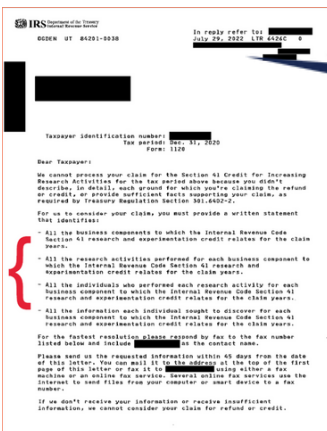 IRS Department of the Treasury
Internal Revenue Service
OGDEN UT 84201-0038
In reply refer to:
July 29, 2022 LTR 6426C 0
Taxpayer identification number:
Tax period: Dec. 31, 2020
Form: 1120
Dear Taxpayer:
We cannot process your claim for the Section 41 Credit for Increasing
Research Activities for the tax period above because you didn't
describe, in detail, each ground for which you're claiming the refund
or credit, or provide sufficient facts supporting your claim, as
required by Treasury Regulation Section 301.6402-2.
For us to consider your claim, you must provide a written statement
that identifies:
- All the business components to which the Internal Revenue Code
Section 41 research and experimentation credit relates for the claim
years.
- All the research activities performed for each business component to
which the Internal Revenue Code Section 41 research and
experimentation credit relates for the claim years.
- All the individuals who performed each research activity for each
business component to which the Internal Revenue Code Section 41
research and experimentation credit relates for the claim years.
- All the information each individual sought to discover for each
business component to which the Internal Revenue Code Section 41
research and experimentation credit relates for the claim years.
For the fastest resolution please respond by fax to the fax number
listed below and include as the contact name.
Please send us the requested information within 45 days from the date
of this letter. You can mail it to the address at the top of the first
page of this letter or fax it to using either a fax
machine or an online fax service. Several online fax services use the
internet to send files from your computer or smart device to a fax
number.
If we don't receive your information or receive insufficient
information, we cannot consider your claim for refund or credit.